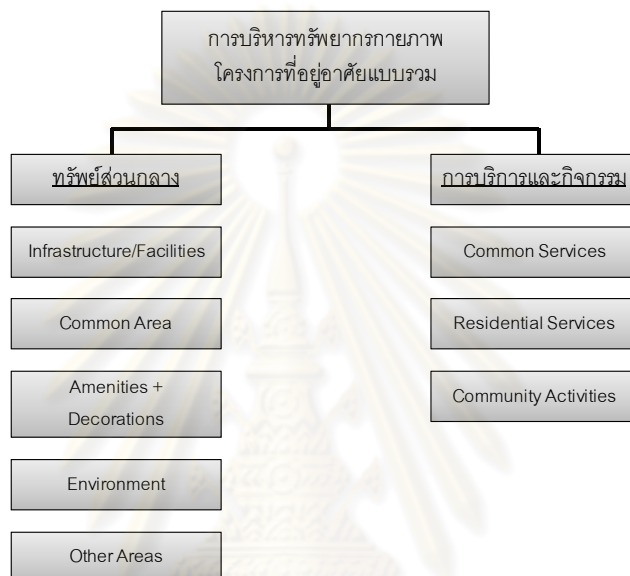 การบริหารทรัพยากรกายภาพ
โครงการที่อยู่อาศัยแบบรวม
ทรัพย์ส่วนกลาง
Infrastructure/Facilities
Common Area
Amenities +
Decorations
Environment
Other Areas
การบริการและกิจกรรม
Common Services
Residential Services
Community Activities